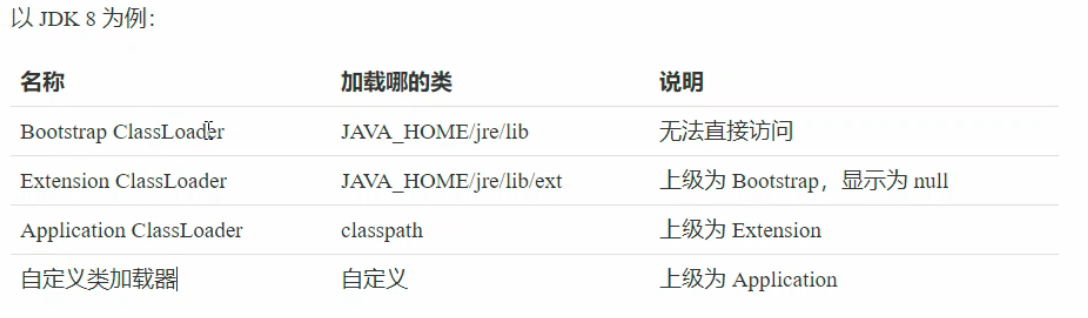 以 JDK 8 为例：
名称 加载哪的类 说明
Bootstrap ClassLoader JAVA_HOME/jre/lib 无法直接访问
Extension ClassLoader JAVA_HOME/jre/lib/ext 上级为 Bootstrap，显示为 null
Application ClassLoader classpath 上级为 Extension
自定义类加载器 自定义 上级为 Application